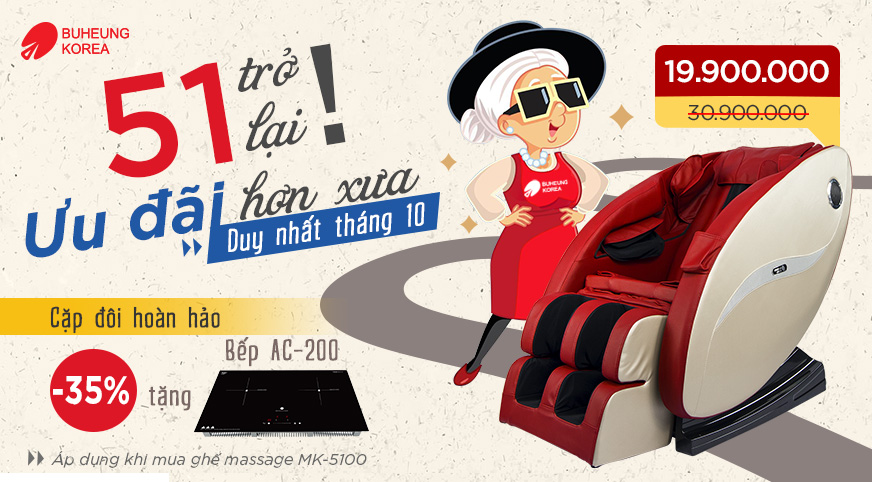 BUHEUNG
KOREA
51 trở
lại !
Ưu đãi hơn xưa
Duy nhất tháng 10
19.900.000
30.900.000
BUHEUNG
KOREA
Cặp đôi hoàn hảo
Bếp AC-200
-35% tặng
Áp dụng khi mua ghế massage MK-5100